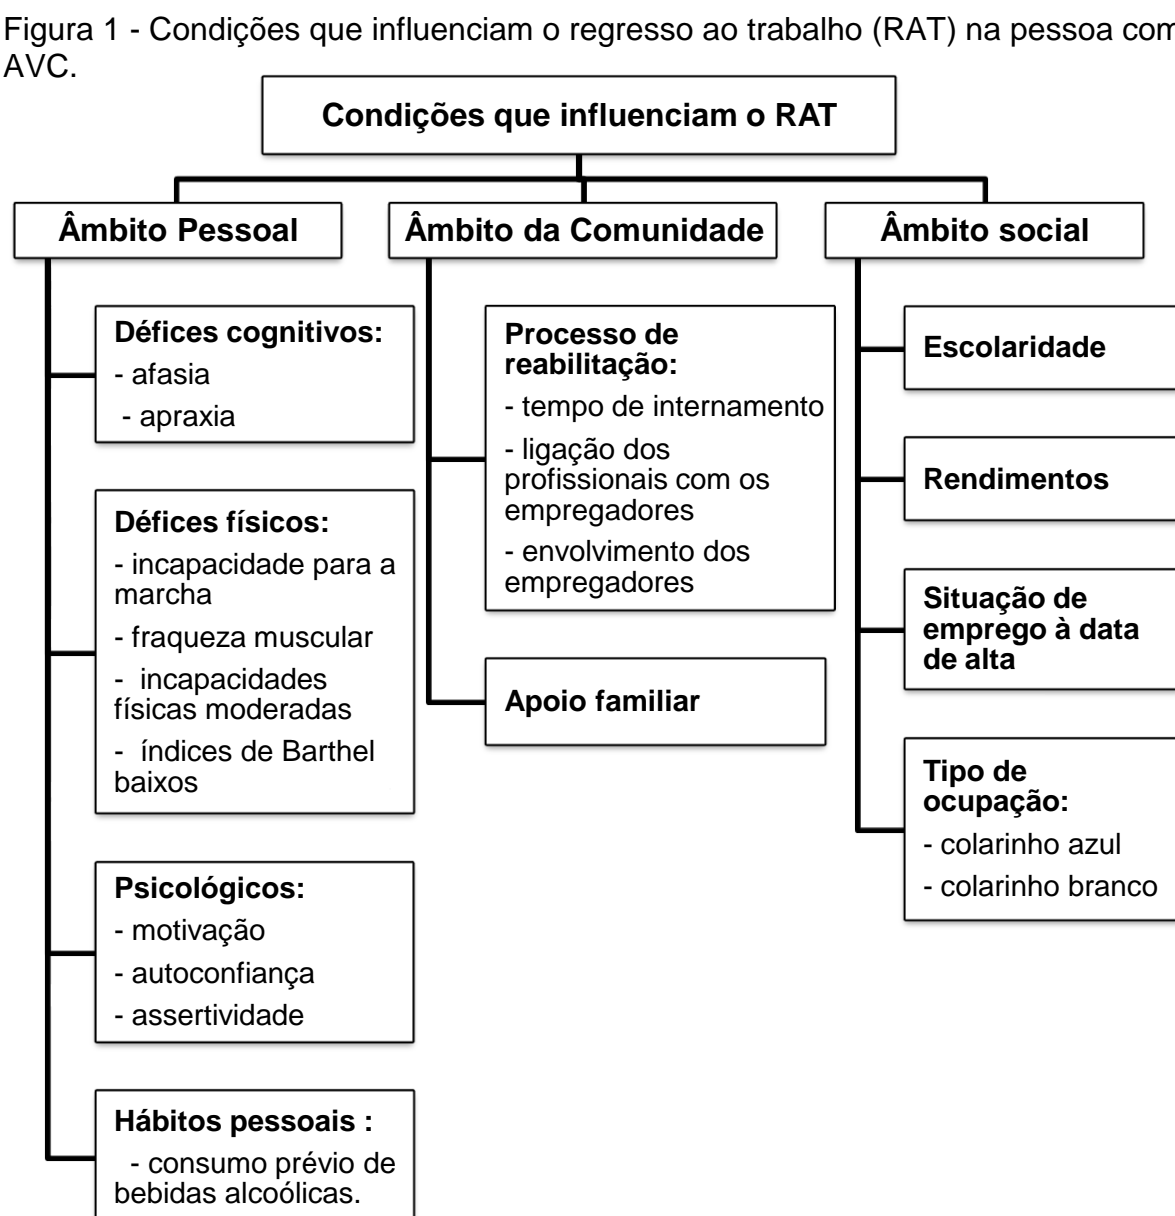 Figura 1 - Condições que influenciam o regresso ao trabalho (RAT) na pessoa com
AVC.
Condições que influenciam o RAT
Âmbito Pessoal
Défices cognitivos:
- afasia
- apraxia
Défices físicos:
- incapacidade para a
marcha
- fraqueza muscular
- incapacidades
físicas moderadas
- índices de Barthel
baixos
Psicológicos:
- motivação
- autoconfiança
- assertividade
Hábitos pessoais :
- consumo prévio de
bebidas alcoólicas.
Âmbito da Comunidade
Processo de
reabilitação:
- tempo de internamento
- ligação dos
profissionais com os
empregadores
- envolvimento dos
empregadores
Apoio familiar
Âmbito social
Escolaridade
Rendimentos
Situação de
emprego à data
de alta
Tipo de
ocupação:
- colarinho azul
- colarinho branco